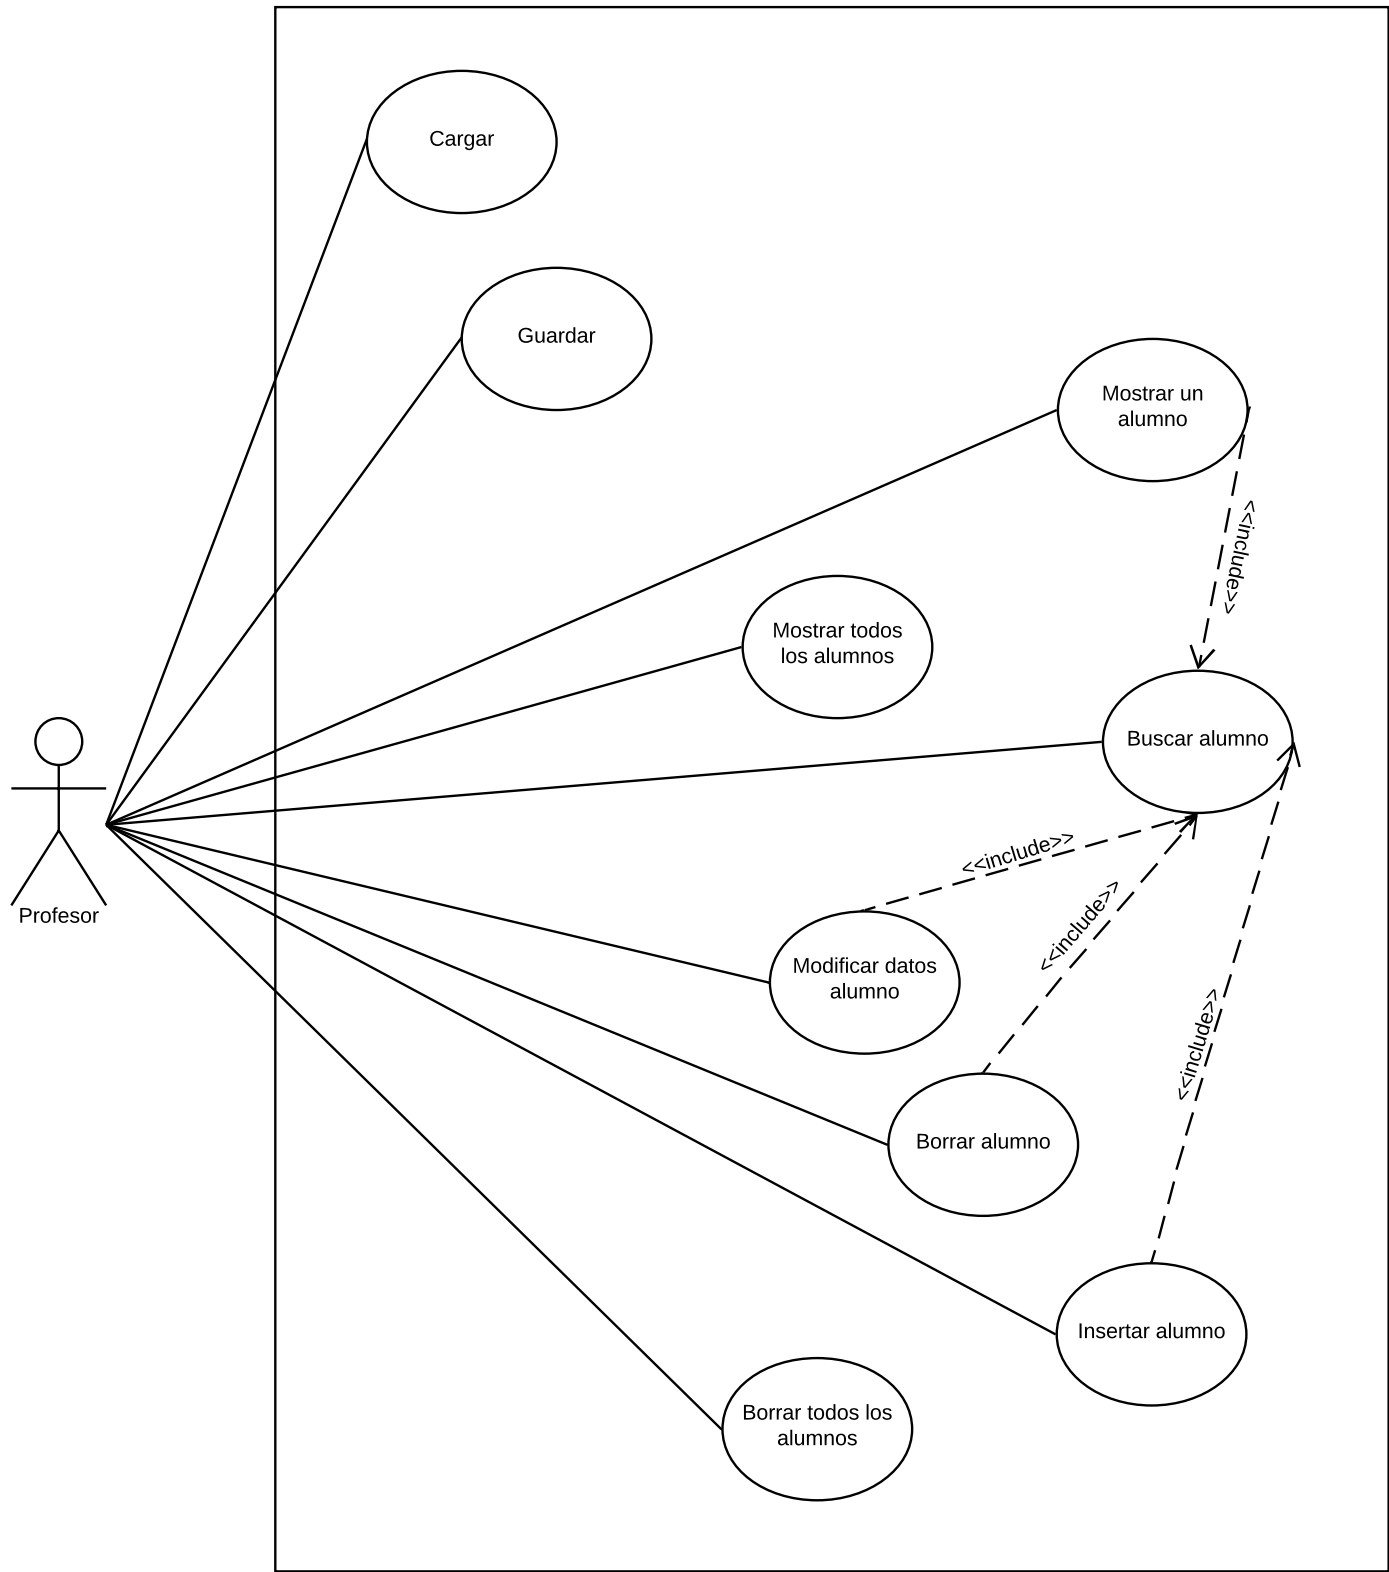 Cargar
Guardar
Mostrar un
alumno
<<include>>
Mostrar todos
los alumnos
Buscar alumno
<<include>>
Profesor
<<include>>
Modificar datos
alumno
<<include>>
Borrar alumno
Insertar alumno
Borrar todos los
alumnos